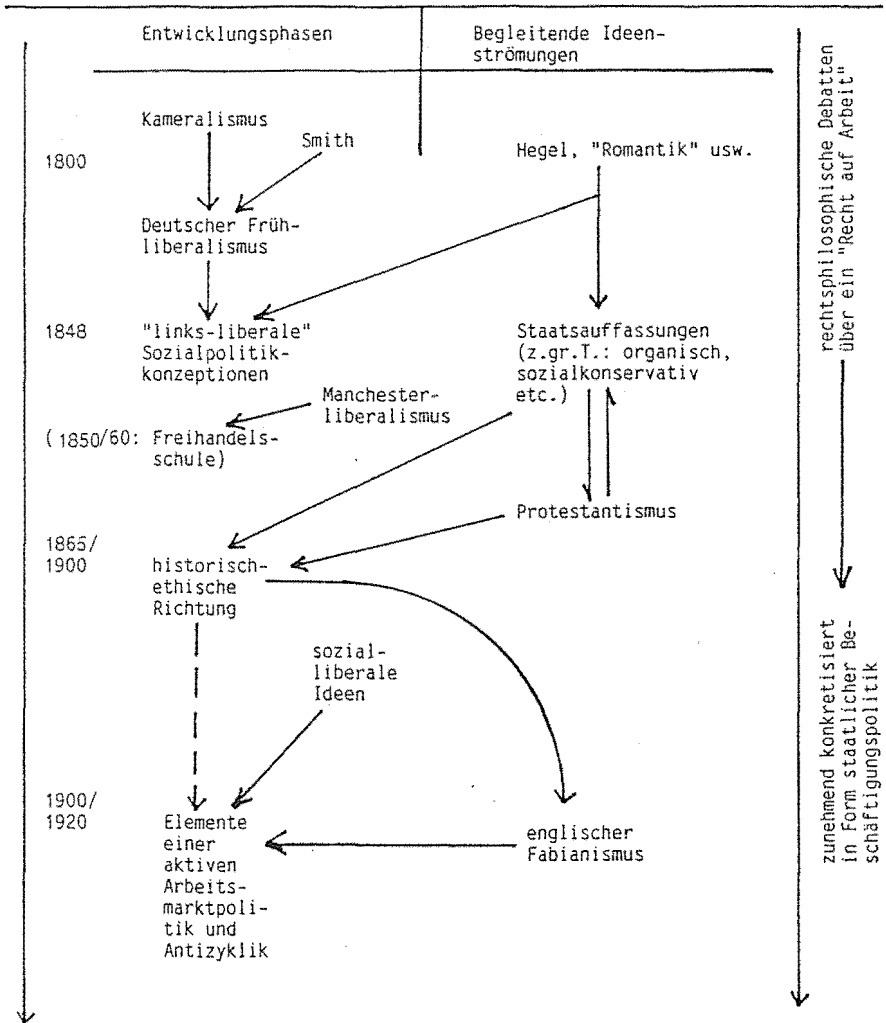 Entwicklungsphasen
Begleitende Ideen-
strömungen
Kameralismus
Smith
1800
Hegel, "Romantik" usw.
Deutscher Früh-
liberalismus
1848
"links-liberale"
Sozialpolitik-
konzeptionen
Staatsauffassungen
(z.gr.T.: organisch,
sozialkonservativ
etc.)
Manchester-
liberalismus
(1850/60: Freihandels-
schule)
Protestantismus
1865/
1900
historisch-
ethische
Richtung
sozial-
liberale
Ideen
1900/
1920
Elemente
einer
aktiven
Arbeits-
marktpoli-
tik und
Antizyklik
englischer
Fabianismus
rechtsphilosophische Debatten
über ein "Recht auf Arbeit"
zunehmend konkretisiert
in Form staatlicher Be-
schäftigungspolitik